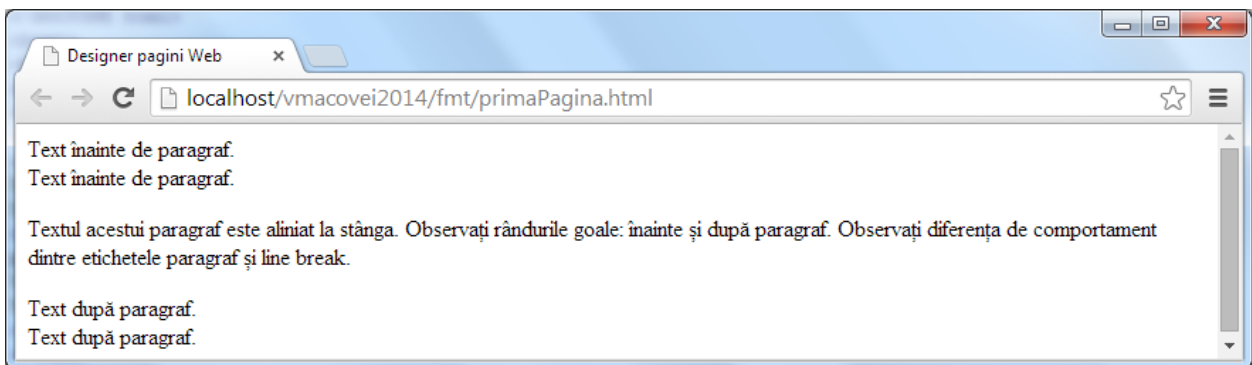 Designer pagini Web
localhost/vmacovei2014/fmt/primaPagina.html
Text înainte de paragraf.
Text înainte de paragraf.
Textul acestui paragraf este aliniat la stânga. Observați rândurile goale: înainte și după paragraf. Observați diferența de comportament
dintre etichetele paragraf și line break.
Text după paragraf.
Text după paragraf.